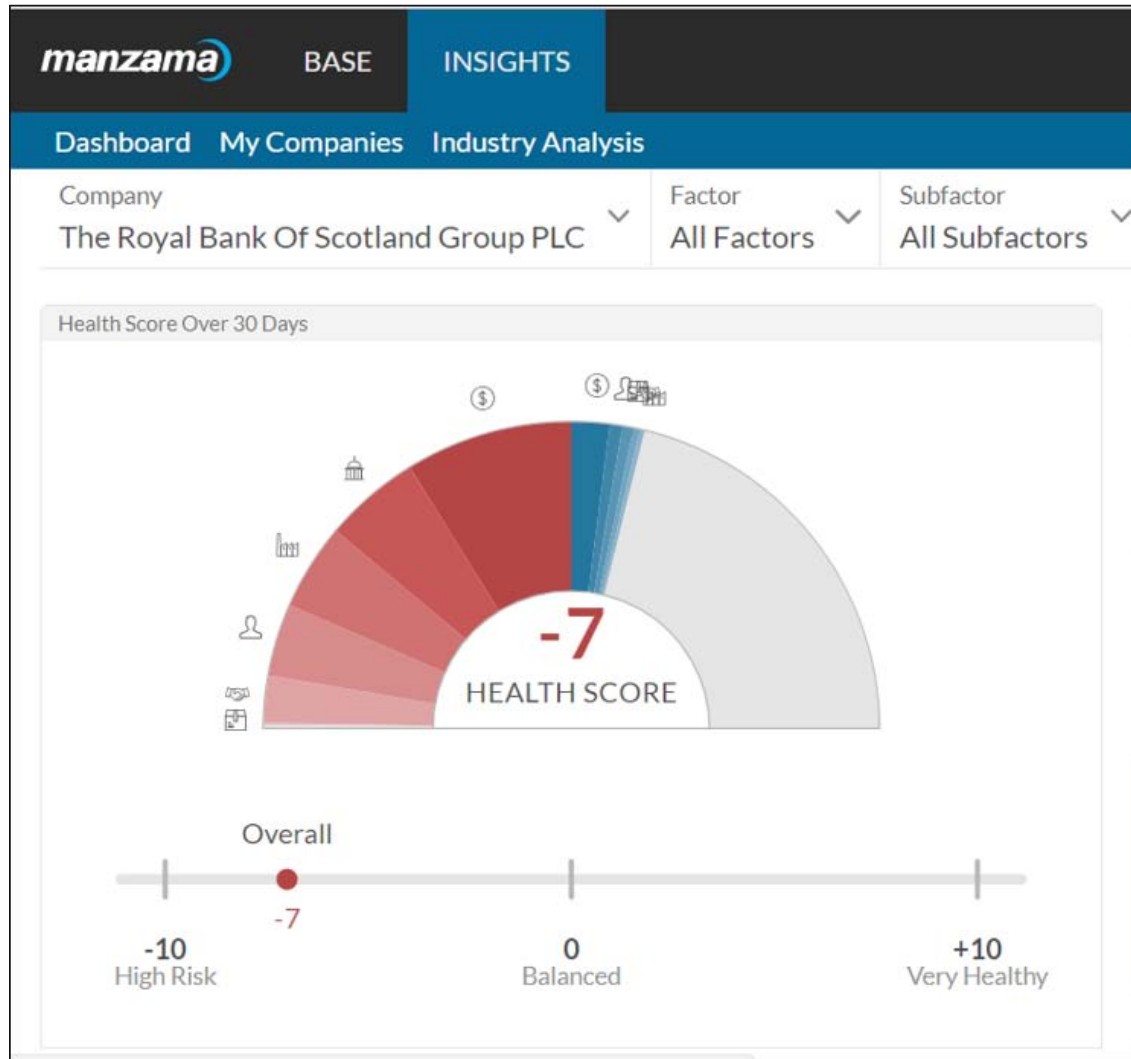 manzama BASE INSIGHTS
Dashboard My Companies Industry Analysis
Company Factor Subfactor
The Royal Bank Of Scotland Group PLC All Factors All Subfactors
Health Score Over 30 Days
$ $
-7
HEALTH SCORE
Overall
-7
-10 0 +10
High Risk Balanced Very Healthy